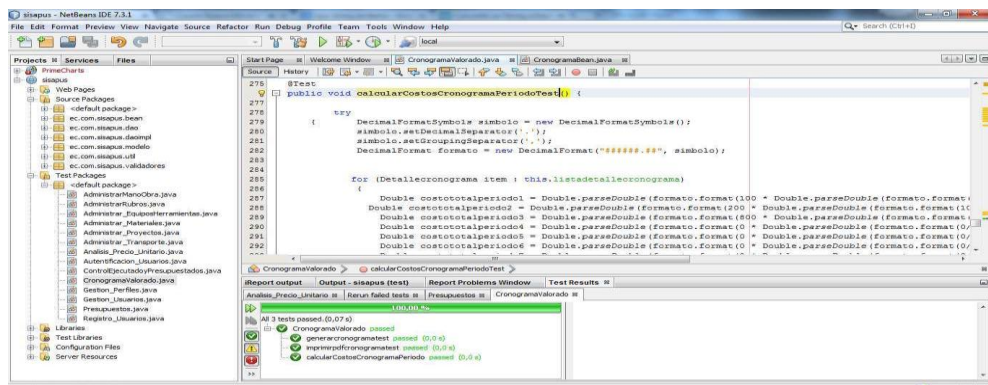 sisapus - NetBeans IDE 7.3.1
File Edit Format Preview View Navigate Source Refactor Run Debug Profile Team Tools Window Help
Search (Ctrl+I)
local
Projects Services Files
PrimeCharts
sisapus
Web Pages
Source Packages
<default package>
ec.com.sisapus.bean
ec.com.sisapus.dao
ec.com.sisapus.daoimpl
ec.com.sisapus.modelo
ec.com.sisapus.util
ec.com.sisapus.validadores
Test Packages
<default package>
AdministrarManoObra.java
AdministrarRubros.java
Administrar_EquiposHerramientas.java
Administrar_Materiales.java
Administrar_Proyectos.java
Administrar_Transporte.java
Analisis_Precio_Unitario.java
Autentificacion_Usuarios.java
ControlEjecutadoyPresupuestados.java
CronogramaValorado.java
Gestion_Perfiles.java
Gestion_Usuarios.java
Presupuestos.java
Registro_Usuarios.java
Libraries
Test Libraries
Configuration Files
Server Resources
Start Page Welcome Window CronogramaValorado.java CronogramaBean.java
Source History
275 @Test
public void calcularCostosCronogramaPeriodoTest() {
277
278 try
279 { DecimalFormatSymbols simbolo = new DecimalFormatSymbols();
280 simbolo.setDecimalSeparator('.');
281 simbolo.setGroupingSeparator(',');
282 DecimalFormat formato = new DecimalFormat("######.##", simbolo);
283
284
285 for (Detallecronograma item : this.listadetallecronograma)
286 {
287 Double costototalperiodo1 = Double.parseDouble(formato.format(100 * Double.parseDouble(formato.format(
288 Double costototalperiodo2 = Double.parseDouble(formato.format(200 * Double.parseDouble(formato.format(10
289 Double costototalperiodo3 = Double.parseDouble(formato.format(800 * Double.parseDouble(formato.format(
290 Double costototalperiodo4 = Double.parseDouble(formato.format(0 * Double.parseDouble(formato.format(0/
291 Double costototalperiodo5 = Double.parseDouble(formato.format(0 * Double.parseDouble(formato.format(0/
292 Double costototalperiodo6 = Double.parseDouble(formato.format(0 * Double.parseDouble(formato.format(0/
CronogramaValorado calcularCostosCronogramaPeriodoTest
iReport output Output - sisapus (test) Report Problems Window Test Results
Analisis_Precio_Unitario Rerun failed tests Presupuestos CronogramaValorado
100,00 %
All 3 tests passed.(0,07 s)
CronogramaValorado passed
generarcronogramatest passed (0,0 s)
imprimirpdfcronogramatest passed (0,0 s)
calcularCostosCronogramaPeriodo passed (0,0 s)